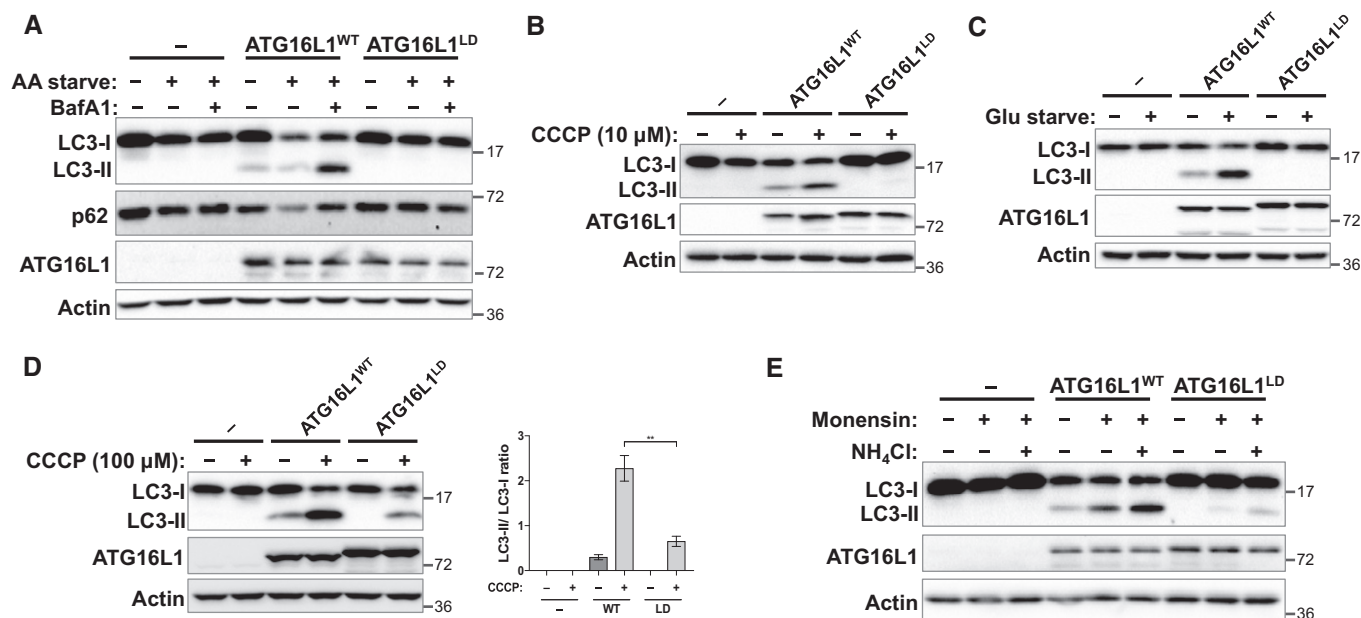 A
– ATG16L1WT ATG16L1LD
AA starve: – + + – + + – + +
BafA1: + + +
LC3-I
17
LC3-II
72
p62
ATG16L1
72
Actin
36
B
– ATG16L1WT ATG16L1LD
CCCP (10 μM): – + – + – +
LC3-I
17
LC3-II
ATG16L1
72
Actin
36
C
– ATG16L1WT ATG16L1LD
Glu starve: – + – + – +
LC3-I
17
LC3-II
ATG16L1
72
Actin
36
D
– ATG16L1WT ATG16L1LD
CCCP (100 μM): – + – + – +
LC3-I
17
LC3-II
ATG16L1
72
Actin
36
LC3-II/ LC3-I ratio
3
2
1
0
**
CCCP: – + – + – +
– WT LD
E
– ATG16L1WT ATG16L1LD
Monensin: – + + – + + – + +
NH4Cl: + + +
LC3-I
17
LC3-II
ATG16L1
72
Actin
36